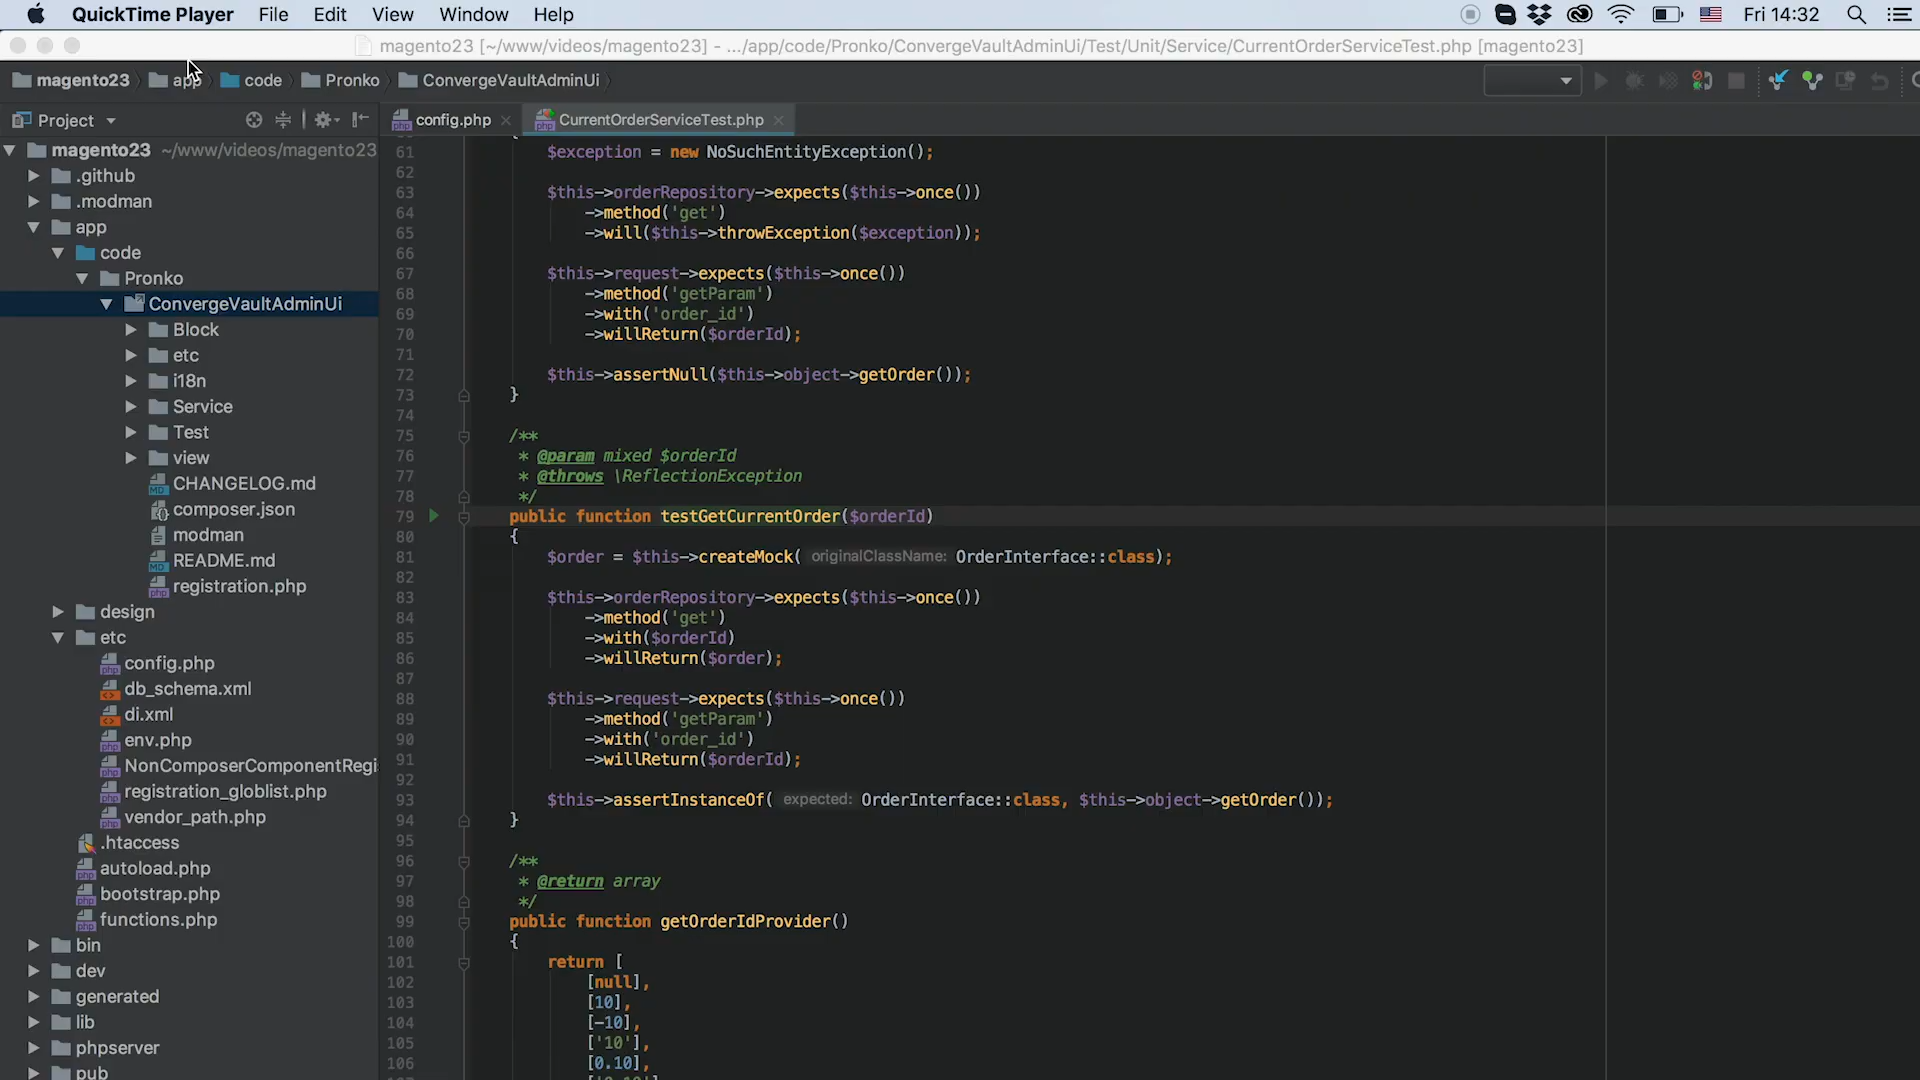 QuickTime Player File Edit View Window Help Fri 14:32
magento23 [~/www/videos/magento23] - .../app/code/Pronko/ConvergeVaultAdminUi/Test/Unit/Service/CurrentOrderServiceTest.php [magento23]
magento23 app code Pronko ConvergeVaultAdminUi
Project
config.php CurrentOrderServiceTest.php
magento23 ~/www/videos/magento23
.github
.modman
app
code
Pronko
ConvergeVaultAdminUi
Block
etc
i18n
Service
Test
view
CHANGELOG.md
composer.json
modman
README.md
registration.php
design
etc
config.php
db_schema.xml
di.xml
env.php
NonComposerComponentRegi
registration_globlist.php
vendor_path.php
.htaccess
autoload.php
bootstrap.php
functions.php
bin
dev
generated
lib
phpserver
pub
61 $exception = new NoSuchEntityException();
62
63 $this->orderRepository->expects($this->once())
64 ->method('get')
65 ->will($this->throwException($exception));
66
67 $this->request->expects($this->once())
68 ->method('getParam')
69 ->with('order_id')
70 ->willReturn($orderId);
71
72 $this->assertNull($this->object->getOrder());
73 }
74
75 /**
76 * @param mixed $orderId
77 * @throws \ReflectionException
78 */
79 public function testGetCurrentOrder($orderId)
80 {
81 $order = $this->createMock( originalClassName: OrderInterface::class);
82
83 $this->orderRepository->expects($this->once())
84 ->method('get')
85 ->with($orderId)
86 ->willReturn($order);
87
88 $this->request->expects($this->once())
89 ->method('getParam')
90 ->with('order_id')
91 ->willReturn($orderId);
92
93 $this->assertInstanceOf( expected: OrderInterface::class, $this->object->getOrder());
94 }
95
96 /**
97 * @return array
98 */
99 public function getOrderIdProvider()
100 {
101 return [
102 [null],
103 [10],
104 [-10],
105 ['10'],
106 [0.10],